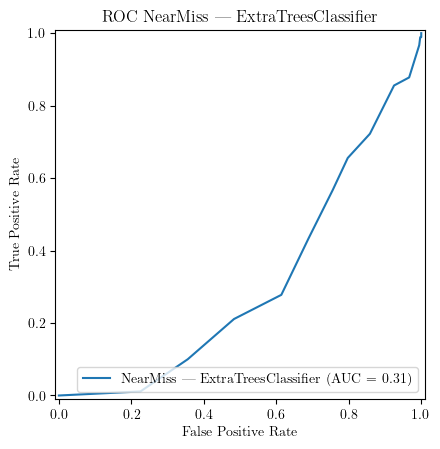 ROC NearMiss — ExtraTreesClassifier
True Positive Rate
1.0
0.8
0.6
0.4
0.2
0.0
NearMiss — ExtraTreesClassifier (AUC = 0.31)
0.0 0.2 0.4 0.6 0.8 1.0
False Positive Rate